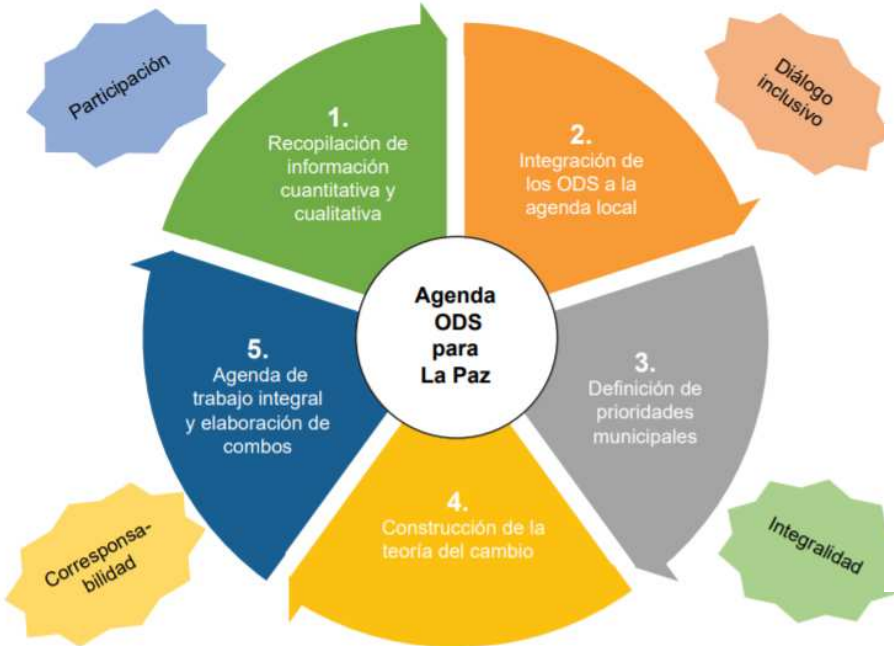 Participación
Diálogo
inclusivo
1.
Recopilación de
información
cuantitativa y
cualitativa
2.
Integración de
los ODS a la
agenda local
Agenda
ODS
para
La Paz
5.
Agenda de
trabajo integral
y elaboración de
combos
3.
Definición de
prioridades
municipales
4.
Construcción de la
teoría del cambio
Corresponsa-
bilidad
Integralidad